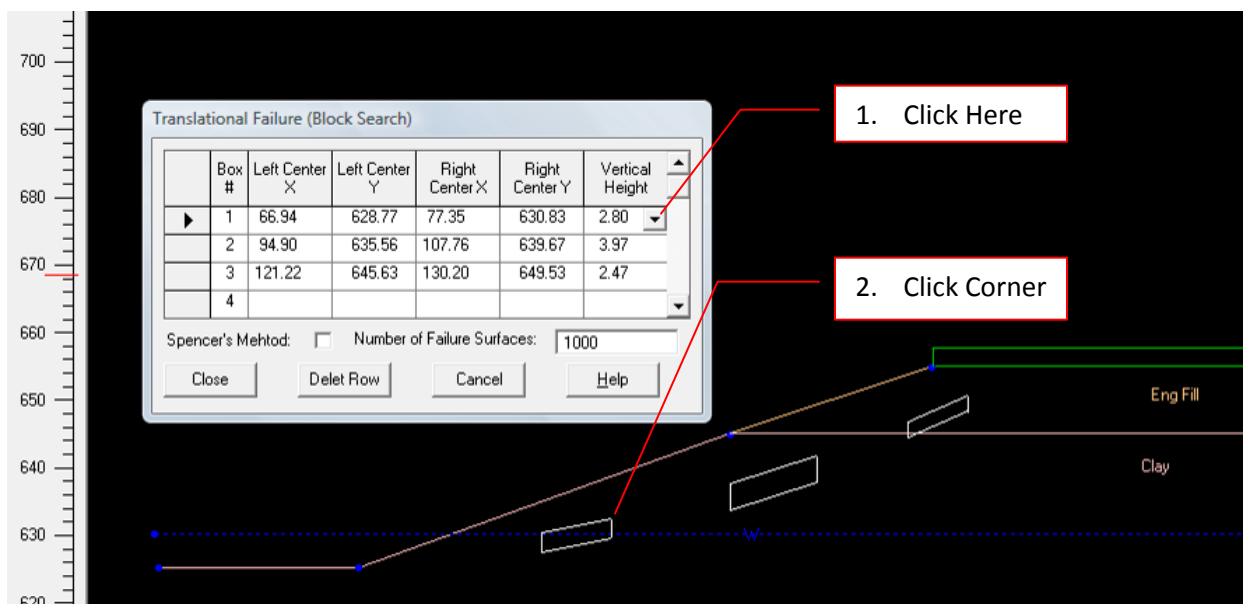 700
690
680
670
660
650
640
630
620
Translational Failure (Block Search)
Box # Left Center X Left Center Y Right Center X Right Center Y Vertical Height
1 66.94 628.77 77.35 630.83 2.80
2 94.90 635.56 107.76 639.67 3.97
3 121.22 645.63 130.20 649.53 2.47
4
Spencer's Mehtod: Number of Failure Surfaces: 1000
Close Delet Row Cancel Help
1. Click Here
2. Click Corner
Eng Fill
Clay
W